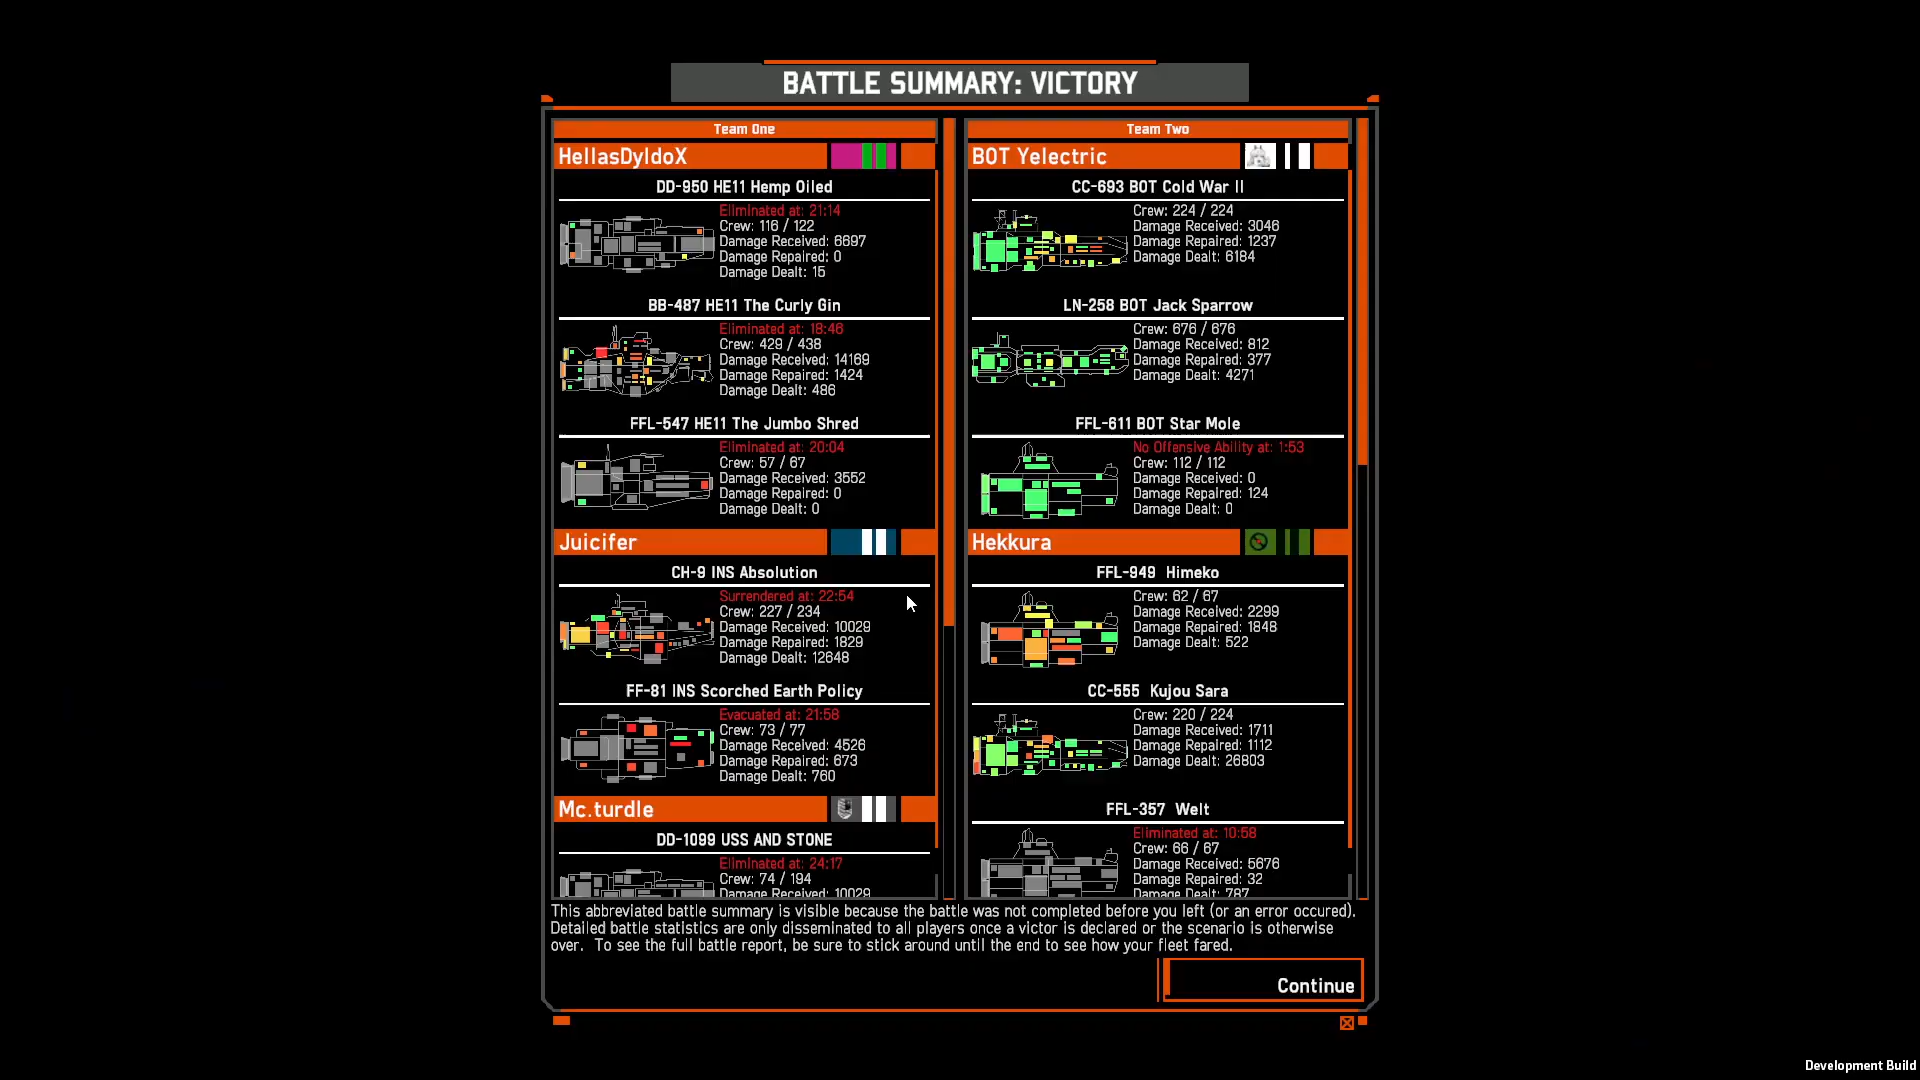 BATTLE SUMMARY: VICTORY
Team One
HellasDyldoX
DD-950 HE11 Hemp Oiled
Eliminated at: 21:14
Crew: 116 / 122
Damage Received: 6697
Damage Repaired: 0
Damage Dealt: 15
BB-487 HE11 The Curly Gin
Eliminated at: 18:46
Crew: 429 / 438
Damage Received: 14169
Damage Repaired: 1424
Damage Dealt: 486
FFL-547 HE11 The Jumbo Shred
Eliminated at: 20:04
Crew: 57 / 67
Damage Received: 3552
Damage Repaired: 0
Damage Dealt: 0
Juicifer
CH-9 INS Absolution
Surrendered at: 22:54
Crew: 227 / 234
Damage Received: 10029
Damage Repaired: 1829
Damage Dealt: 12648
FF-81 INS Scorched Earth Policy
Evacuated at: 21:58
Crew: 73 / 77
Damage Received: 4526
Damage Repaired: 673
Damage Dealt: 760
Mc.turdle
DD-1099 USS AND STONE
Eliminated at: 24:17
Crew: 74 / 194
Damage Received: 10029
Team Two
BOT Yelectric
CC-693 BOT Cold War II
Crew: 224 / 224
Damage Received: 3046
Damage Repaired: 1237
Damage Dealt: 6184
LN-258 BOT Jack Sparrow
Crew: 676 / 676
Damage Received: 812
Damage Repaired: 377
Damage Dealt: 4271
FFL-611 BOT Star Mole
No Offensive Ability at: 1:53
Crew: 112 / 112
Damage Received: 0
Damage Repaired: 124
Damage Dealt: 0
Hekkura
FFL-949 Himeko
Crew: 62 / 67
Damage Received: 2299
Damage Repaired: 1848
Damage Dealt: 522
CC-555 Kujou Sara
Crew: 220 / 224
Damage Received: 1711
Damage Repaired: 1112
Damage Dealt: 26803
FFL-357 Welt
Eliminated at: 10:58
Crew: 66 / 67
Damage Received: 5676
Damage Repaired: 32
Damage Dealt: 787
This abbreviated battle summary is visible because the battle was not completed before you left (or an error occured).
Detailed battle statistics are only disseminated to all players once a victor is declared or the scenario is otherwise
over. To see the full battle report, be sure to stick around until the end to see how your fleet fared.
Continue
Development Build